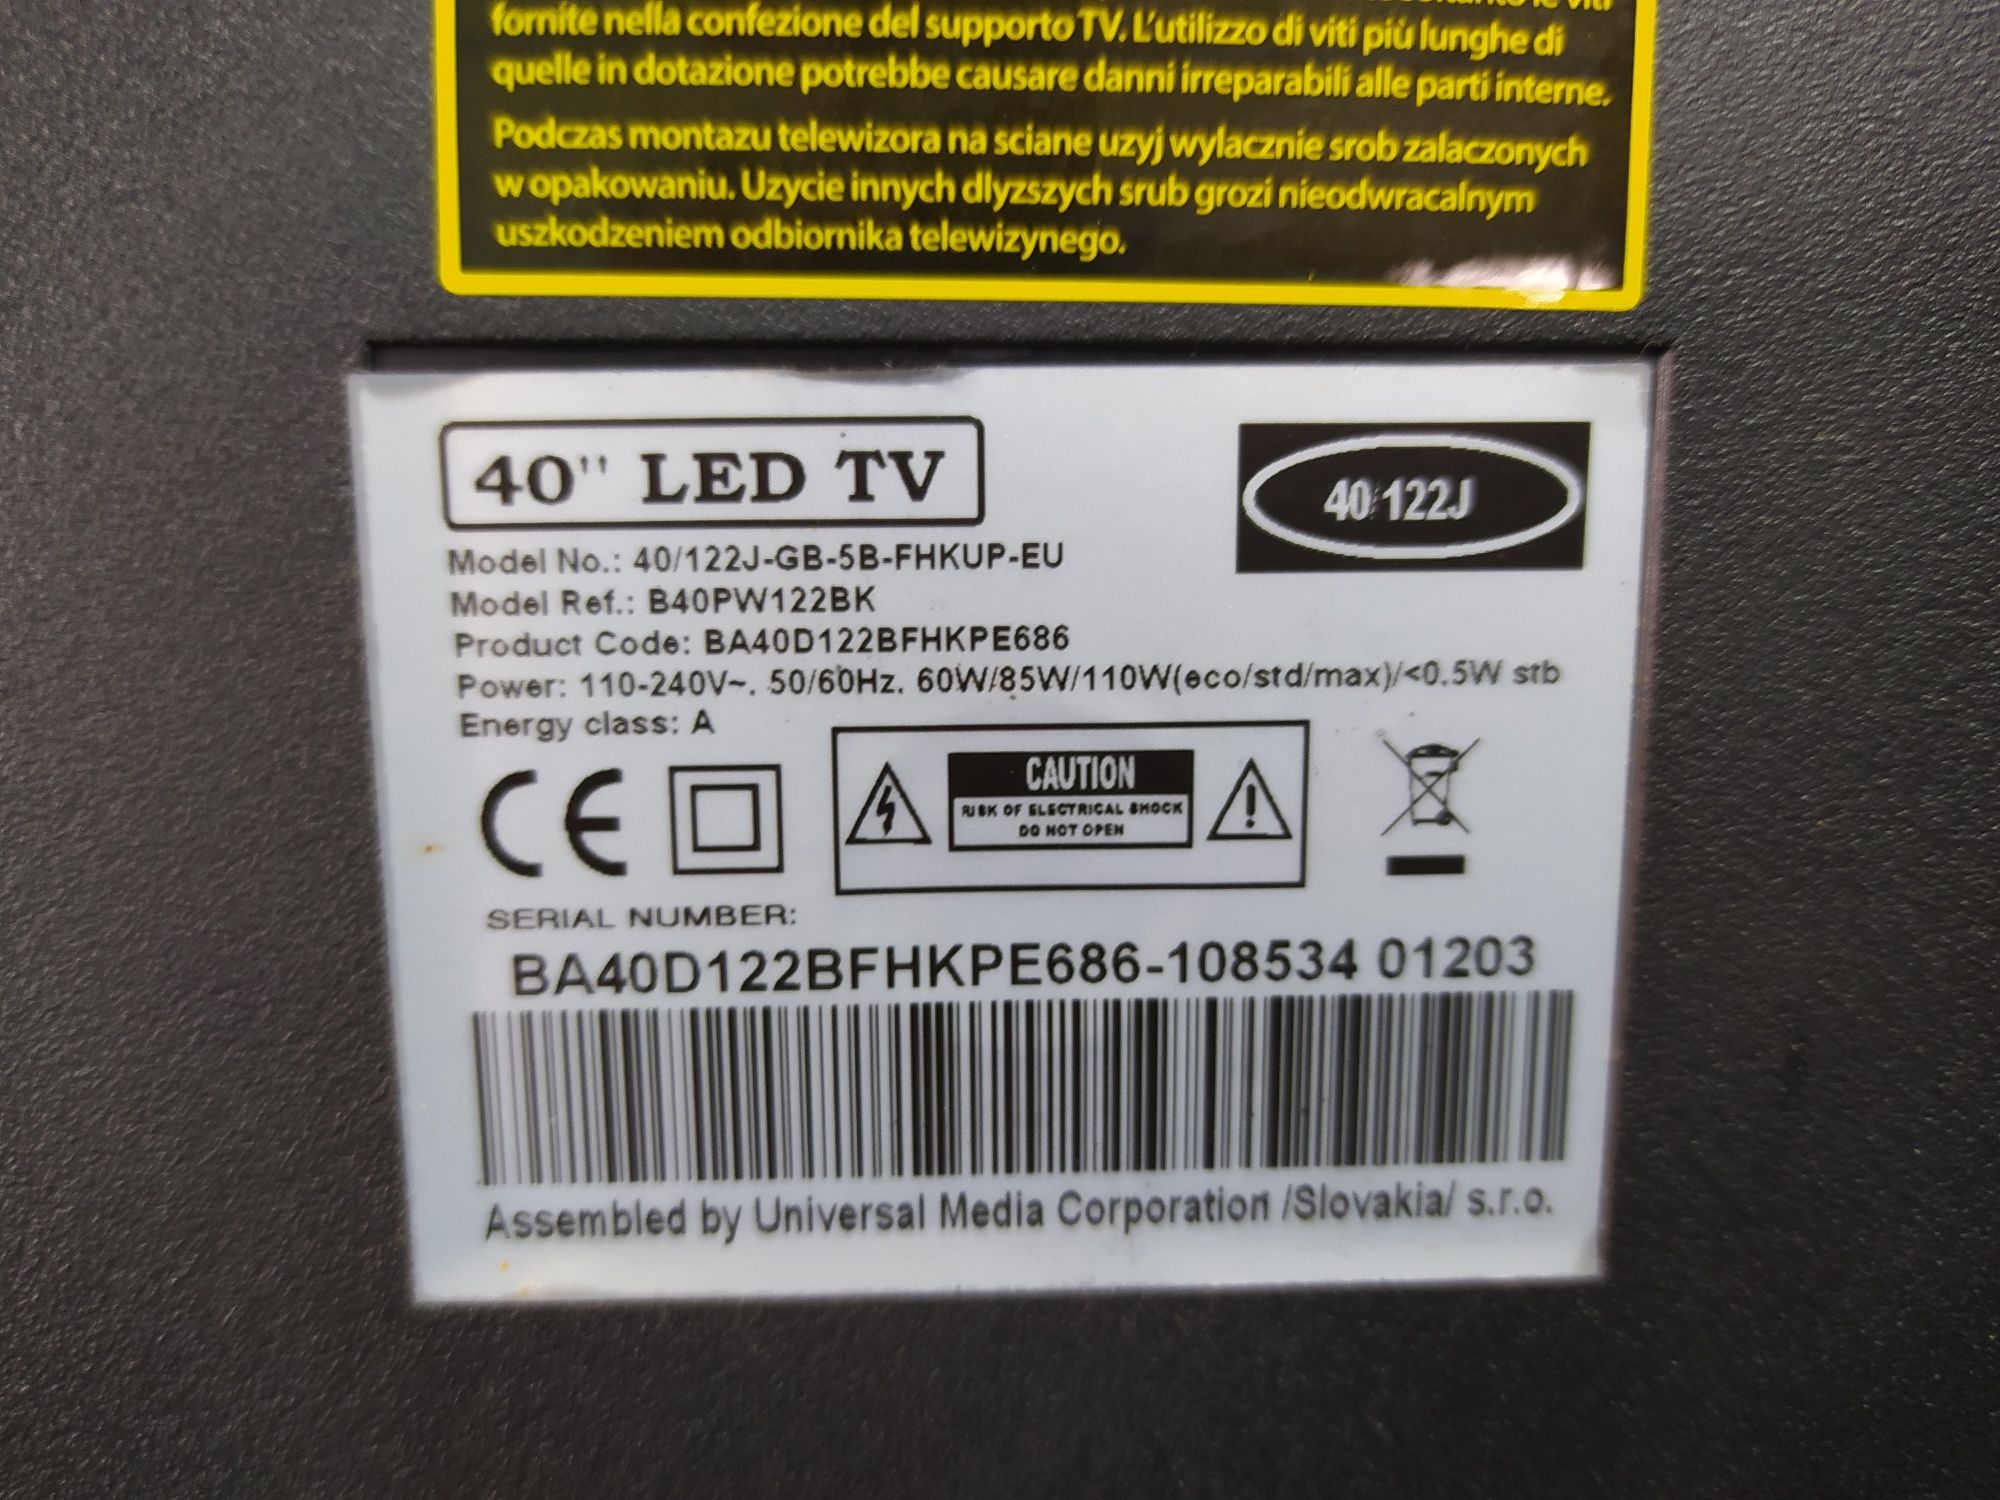 le viti
fornite nella confezione del supporto TV. L'utilizzo di viti più lunghe di
quelle in dotazione potrebbe causare danni irreparabili alle parti interne.
Podczas montazu telewizora na sciane uzyj wylacznie srob zalaczonych
w opakowaniu. Uzycie innych dlyzszych srub grozi nieodwracalnym
uszkodzeniem odbiornika telewizynego.
40'' LED TV
40/122J
Model No.: 40/122J-GB-5B-FHKUP-EU
Model Ref.: B40PW122BK
Product Code: BA40D122BFHKPE686
Power: 110-240V~. 50/60Hz. 60W/85W/110W(eco/std/max)/<0.5W stb
Energy class: A
CE
CAUTION
RISK OF ELECTRICAL SHOCK
DO NOT OPEN
SERIAL NUMBER:
BA40D122BFHKPE686-108534 01203
Assembled by Universal Media Corporation /Slovakia/ s.r.o.